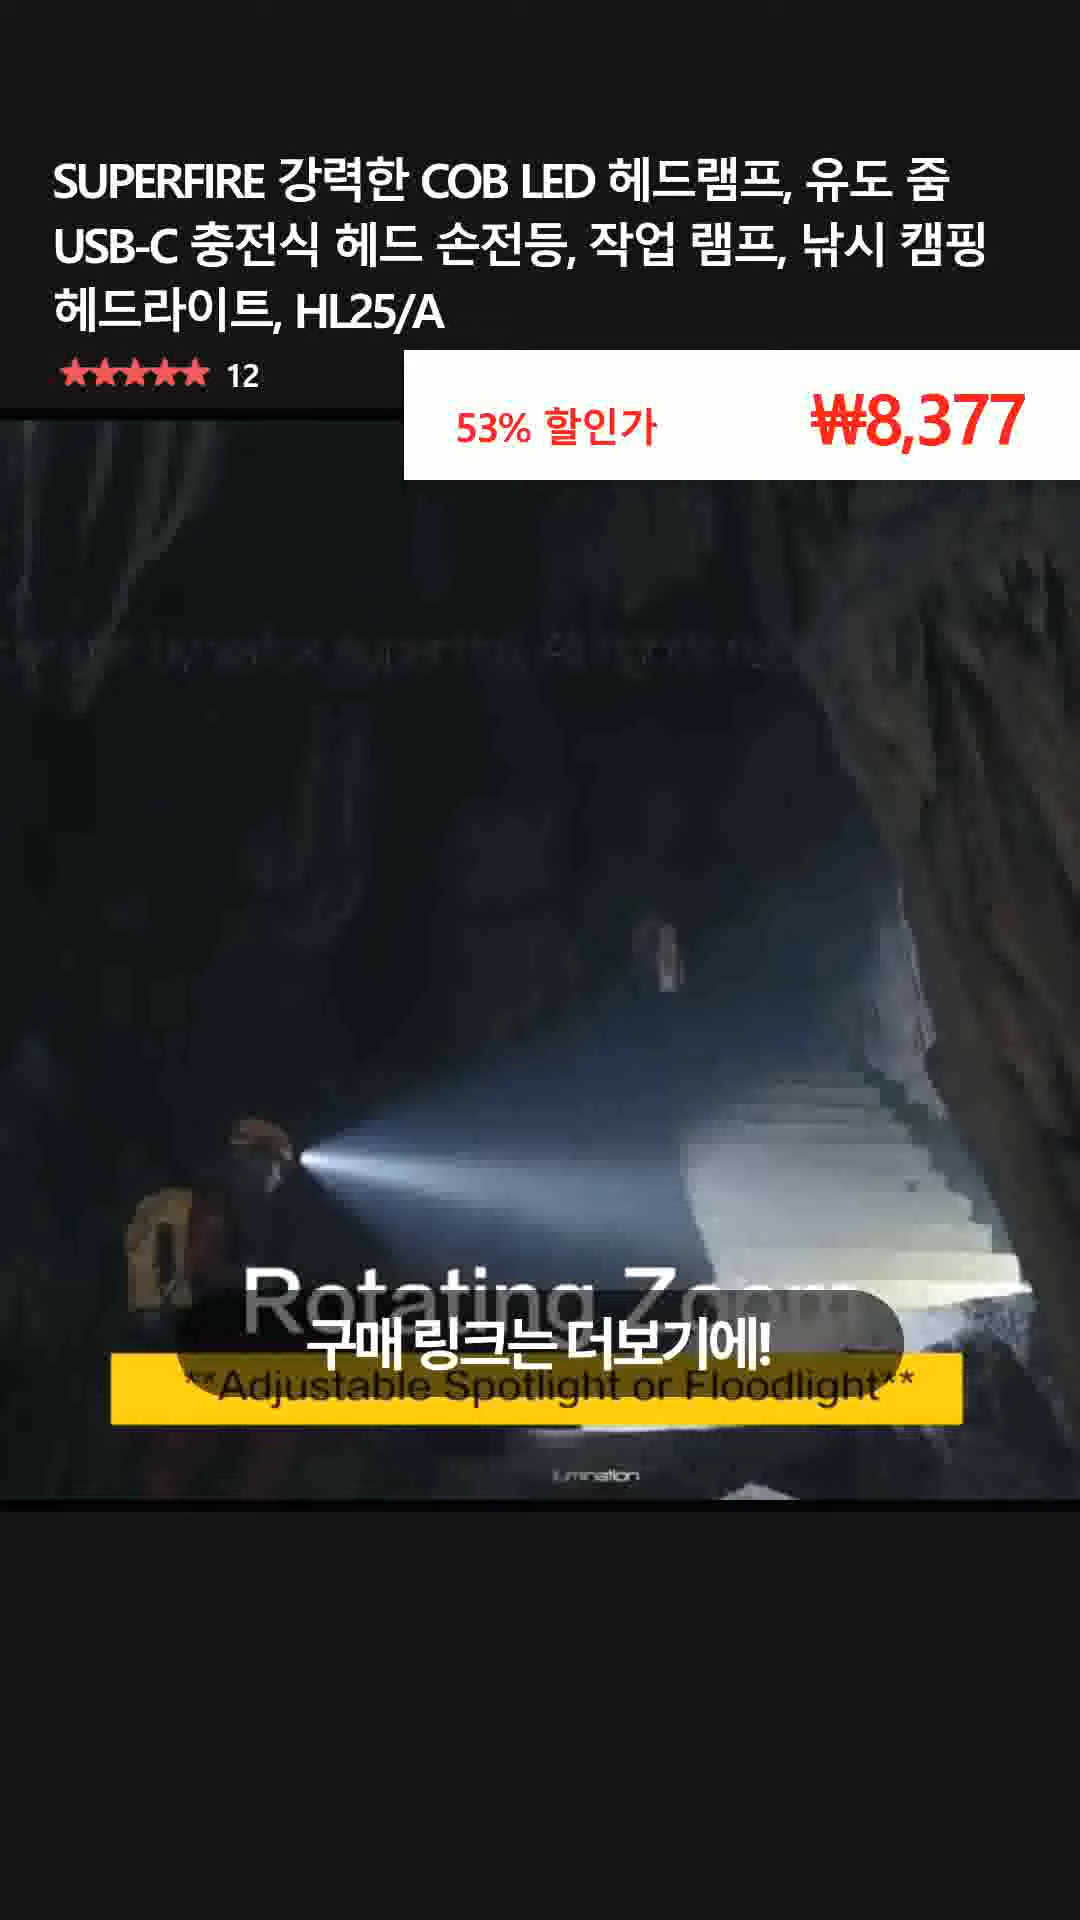 SUPERFIRE 강력한 COB LED 헤드램프, 유도 줌
USB-C 충전식 헤드 손전등, 작업 램프, 낚시 캠핑
헤드라이트, HL25/A
12
53% 할인가
₩8,377
Rotating Zoom
구매 링크는 더보기에!
**Adjustable Spotlight or Floodlight**